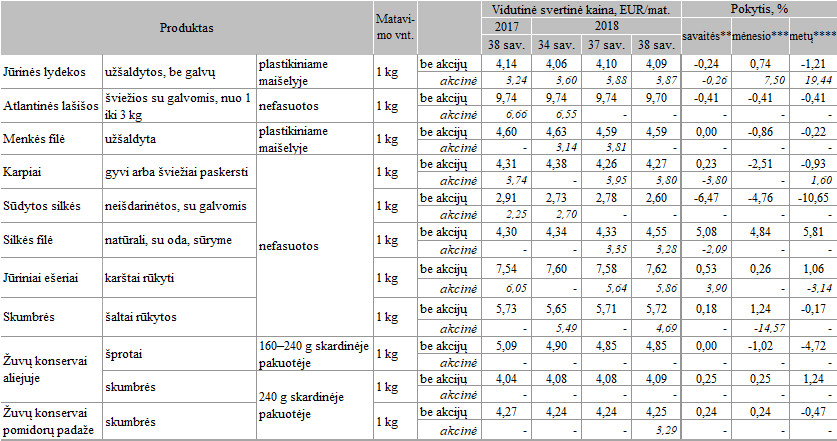 Produktas Matavimo vnt. Vidutinė svertinė kaina, EUR/mat. Pokytis, %
2017 2018 savaitės** mėnesio*** metų****
38 sav. 34 sav. 37 sav. 38 sav.
Jūrinės lydekos užšaldytos, be galvų plastikiniame maišelyje 1 kg be akcijų 4,14 4,06 4,10 4,09 -0,24 0,74 -1,21
akcinė 3,24 3,60 3,88 3,87 -0,26 7,50 19,44
Atlantinės lašišos šviežios su galvomis, nuo 1 iki 3 kg nefasuotos 1 kg be akcijų 9,74 9,74 9,74 9,70 -0,41 -0,41 -0,41
akcinė 6,66 6,55 - - - - -
Menkės filė užšaldyta plastikiniame maišelyje 1 kg be akcijų 4,60 4,63 4,59 4,59 0,00 -0,86 -0,22
akcinė - 3,14 3,81 - - - -
Karpiai gyvi arba šviežiai paskersti nefasuotos 1 kg be akcijų 4,31 4,38 4,26 4,27 0,23 -2,51 -0,93
akcinė 3,74 - 3,95 3,80 -3,80 - 1,60
Sūdytos silkės neišdarinėtos, su galvomis 1 kg be akcijų 2,91 2,73 2,78 2,60 -6,47 -4,76 -10,65
akcinė 2,25 2,70 - - - - -
Silkės filė natūrali, su oda, sūryme 1 kg be akcijų 4,30 4,34 4,33 4,55 5,08 4,84 5,81
akcinė - - 3,35 3,28 -2,09 - -
Jūriniai ešeriai karštai rūkyti 1 kg be akcijų 7,54 7,60 7,58 7,62 0,53 0,26 1,06
akcinė 6,05 - 5,64 5,86 3,90 - -3,14
Skumbrės šaltai rūkytos 1 kg be akcijų 5,73 5,65 5,71 5,72 0,18 1,24 -0,17
akcinė - 5,49 - 4,69 - -14,57 -
Žuvų konservai aliejuje šprotai 160–240 g skardinėje pakuotėje 1 kg be akcijų 5,09 4,90 4,85 4,85 0,00 -1,02 -4,72
akcinė - - - - - - -
skumbrės 240 g skardinėje pakuotėje 1 kg be akcijų 4,04 4,08 4,08 4,09 0,25 0,25 1,24
akcinė - - - - - - -
Žuvų konservai pomidorų padaže skumbrės 1 kg be akcijų 4,27 4,24 4,24 4,25 0,24 0,24 -0,47
akcinė - - - 3,29 - - -